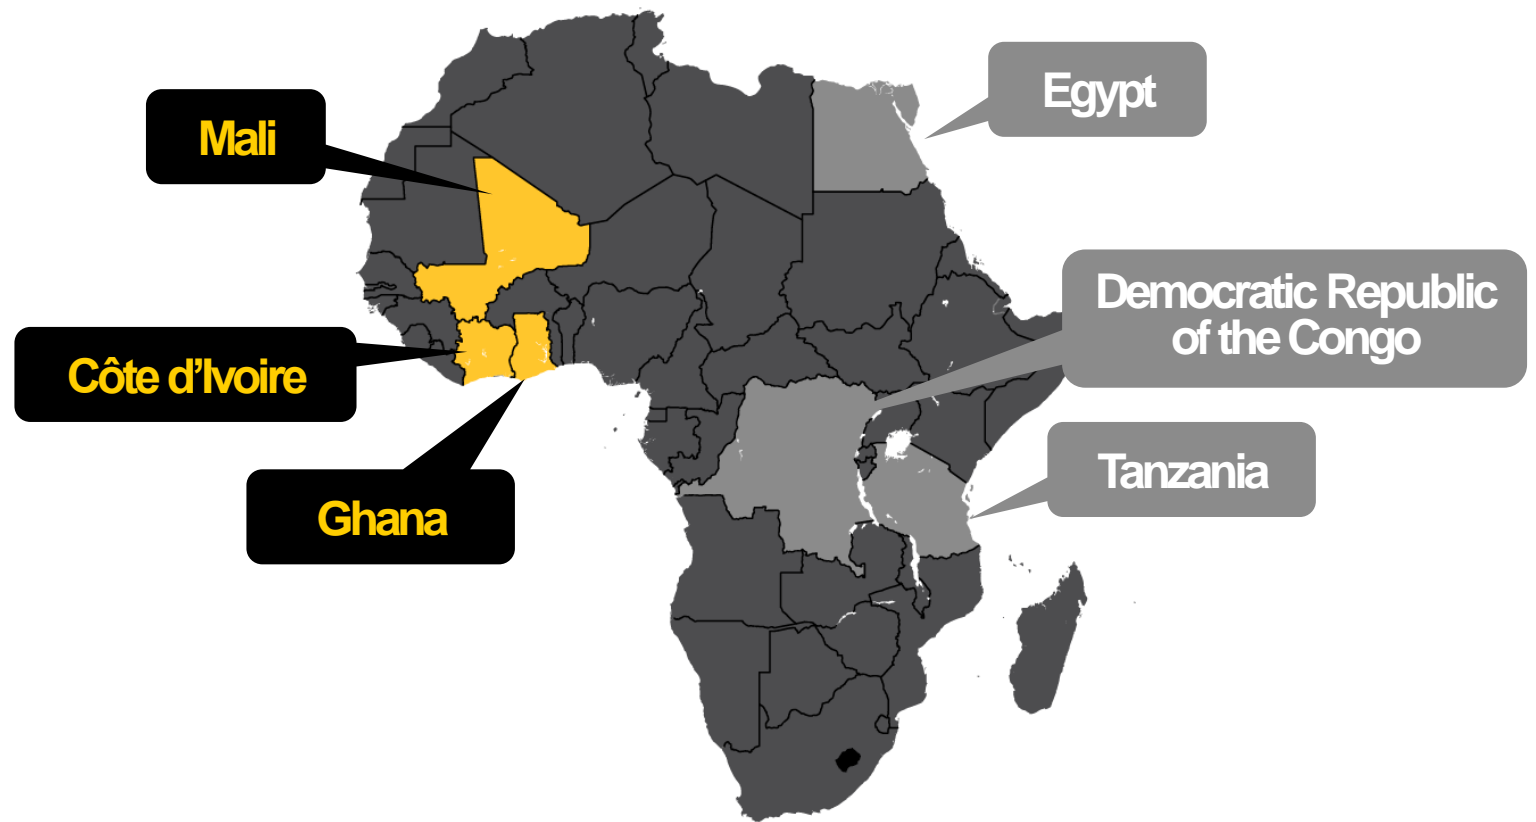 Egypt
Mali
Democratic Republic
of the Congo
Côte d’Ivoire
Tanzania
Ghana